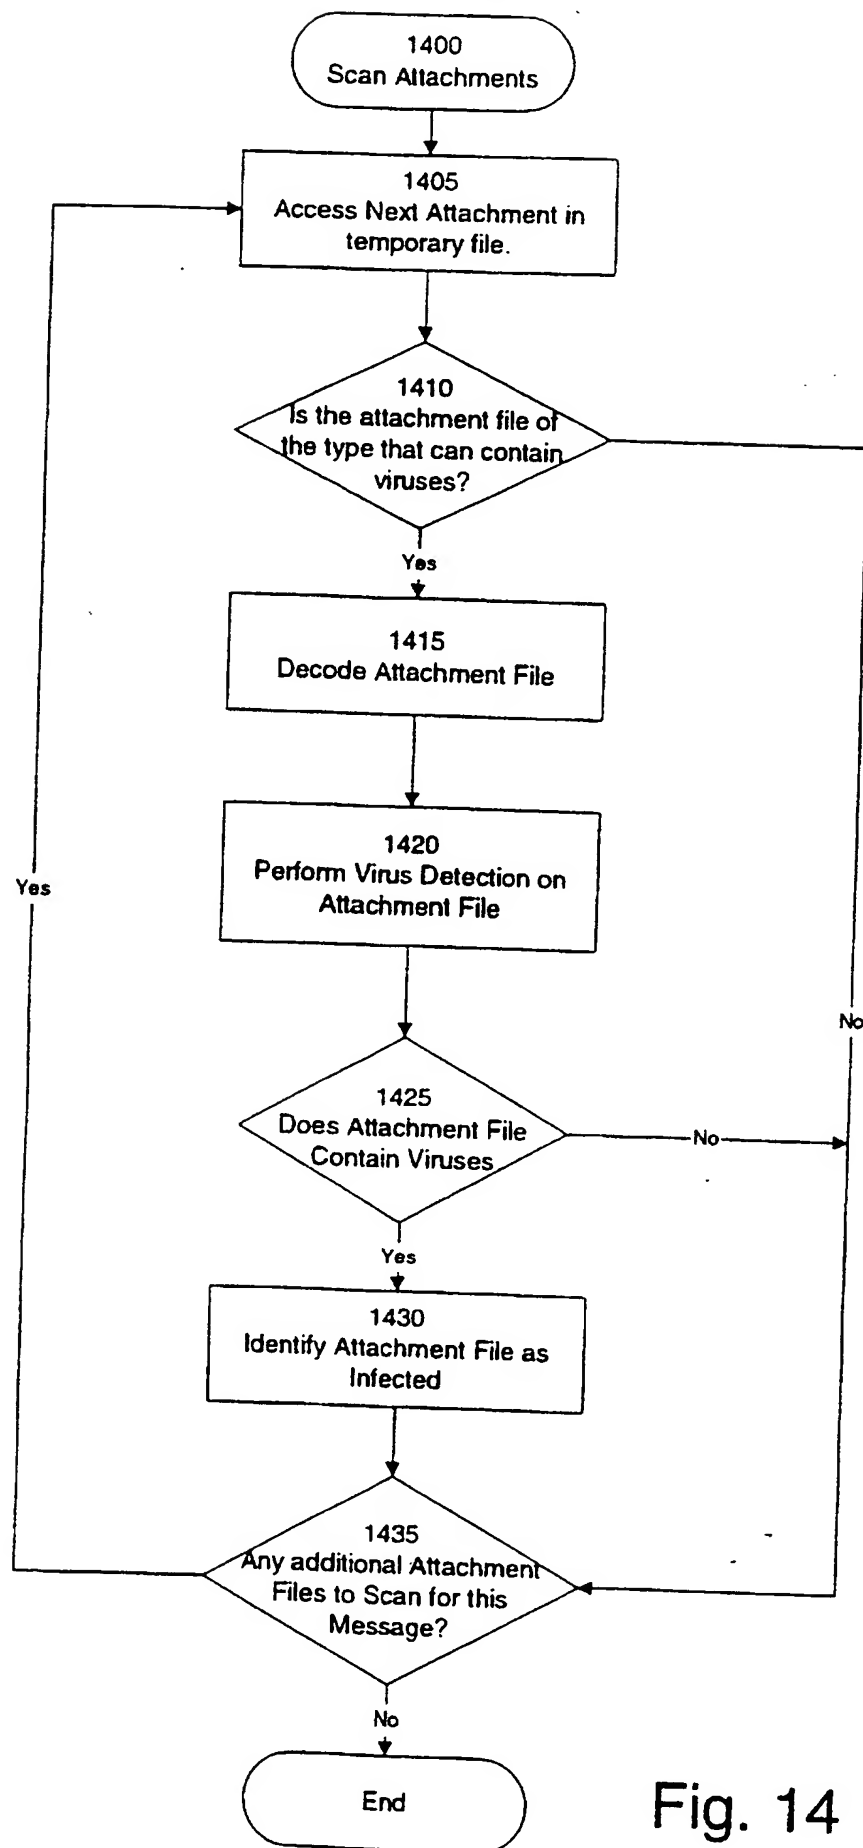 1400
Scan Attachments
1405
Access Next Attachment in
temporary file.
1410
Is the attachment file of
the type that can contain
viruses?
Yes
1415
Decode Attachment File
1420
Perform Virus Detection on
Attachment File
Yes
No
1425
Does Attachment File
Contain Viruses
No
Yes
1430
Identify Attachment File as
Infected
1435
Any additional Attachment
Files to Scan for this
Message?
No
End
Fig. 14